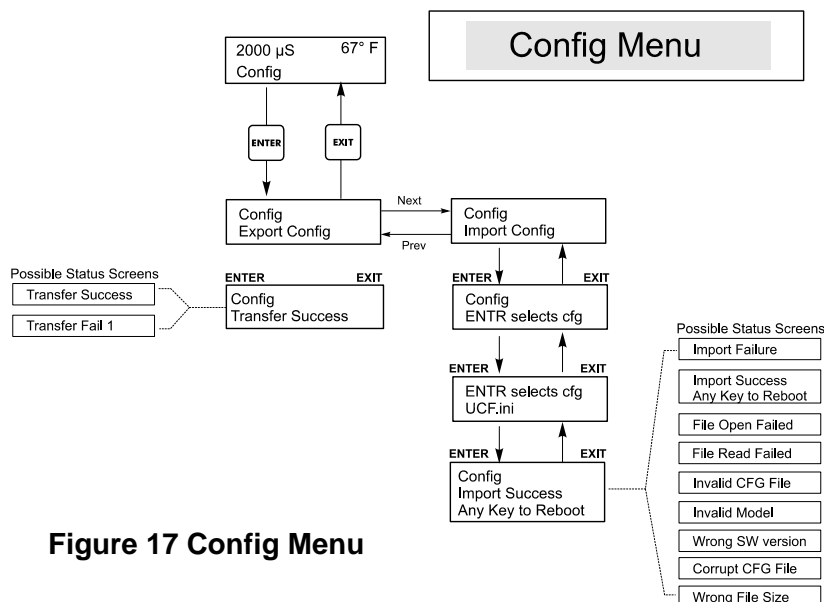 Config Menu
2000 µS 67° F
Config
ENTER
EXIT
Config
Export Config
Next
Prev
Config
Import Config
Possible Status Screens
Transfer Success
Transfer Fail 1
ENTER EXIT
Config
Transfer Success
ENTER EXIT
Config
ENTR selects cfg
ENTER EXIT
ENTR selects cfg
UCF.ini
ENTER EXIT
Config
Import Success
Any Key to Reboot
Possible Status Screens
Import Failure
Import Success
Any Key to Reboot
File Open Failed
File Read Failed
Invalid CFG File
Invalid Model
Wrong SW version
Corrupt CFG File
Wrong File Size
Figure 17 Config Menu